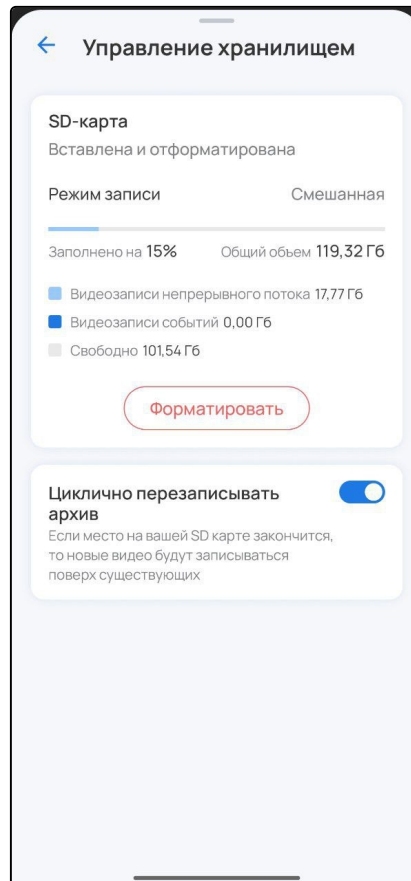 Управление хранилищем
SD-карта
Вставлена и отформатирована
Режим записи Смешанная
Заполнено на 15% Общий объем 119,32 Гб
Видеозаписи непрерывного потока 17,77 Гб
Видеозаписи событий 0,00 Гб
Свободно 101,54 Гб
Форматировать
Циклично перезаписывать
архив
Если место на вашей SD карте закончится,
то новые видео будут записываться
поверх существующих